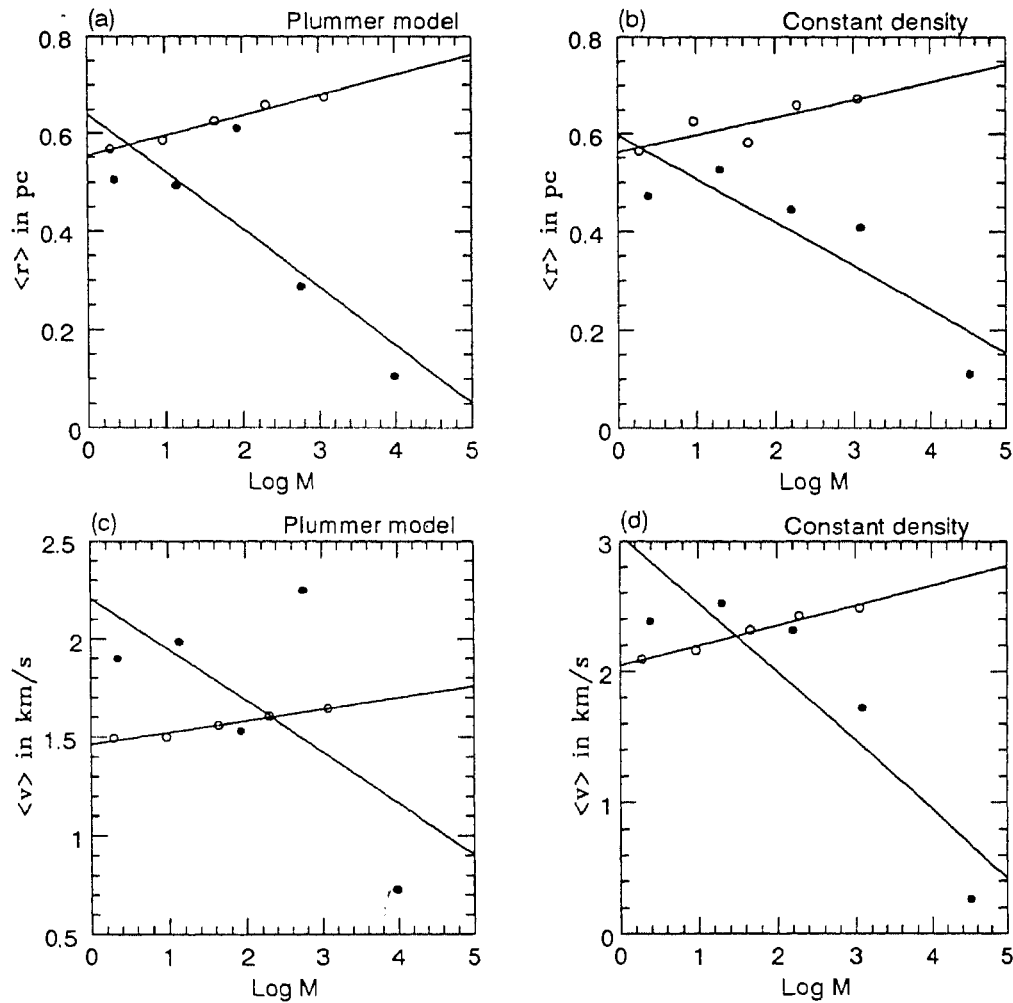 (a) Plummer model
0.8
0.6
0.4
0.2
0
<r> in pc
0 1 2 3 4 5
Log M
(b) Constant density
0.8
0.6
0.4
0.2
0
<r> in pc
0 1 2 3 4 5
Log M
(c) Plummer model
2.5
2
1.5
1
0.5
<v> in km/s
0 1 2 3 4 5
Log M
(d) Constant density
3
2
1
0
<v> in km/s
0 1 2 3 4 5
Log M